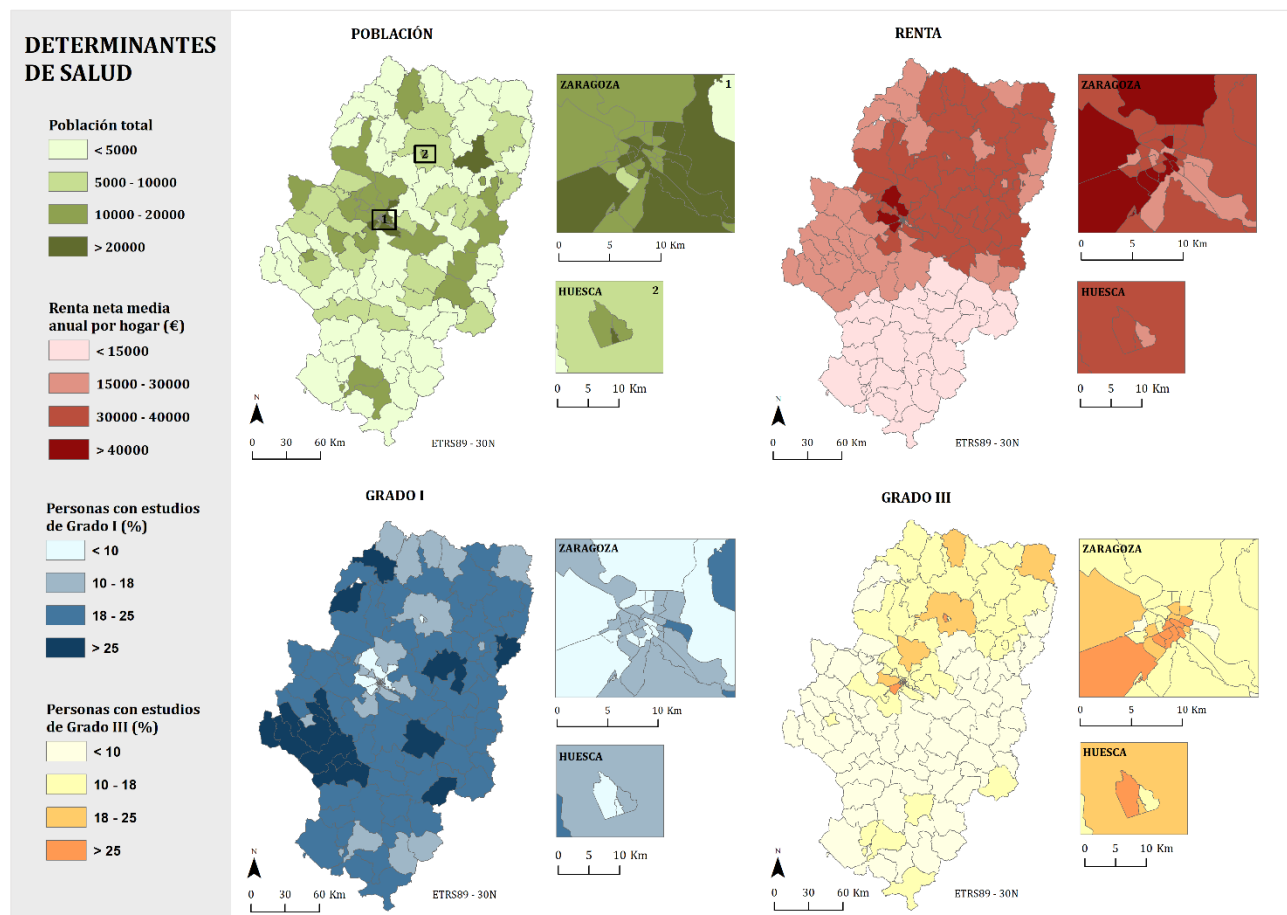 DETERMINANTES
DE SALUD
Población total
< 5000
5000 - 10000
10000 - 20000
> 20000
Renta neta media
anual por hogar (€)
< 15000
15000 - 30000
30000 - 40000
> 40000
Personas con estudios
de Grado I (%)
< 10
10 - 18
18 - 25
> 25
Personas con estudios
de Grado III (%)
< 10
10 - 18
18 - 25
> 25
POBLACIÓN
2
1
N
0 30 60 Km
ETRS89 - 30N
ZARAGOZA 1
0 5 10 Km
HUESCA 2
0 5 10 Km
RENTA
N
0 30 60 Km
ETRS89 - 30N
ZARAGOZA
0 5 10 Km
HUESCA
0 5 10 Km
GRADO I
N
0 30 60 Km
ETRS89 - 30N
ZARAGOZA
0 5 10 Km
HUESCA
0 5 10 Km
GRADO III
N
0 30 60 Km
ETRS89 - 30N
ZARAGOZA
0 5 10 Km
HUESCA
0 5 10 Km